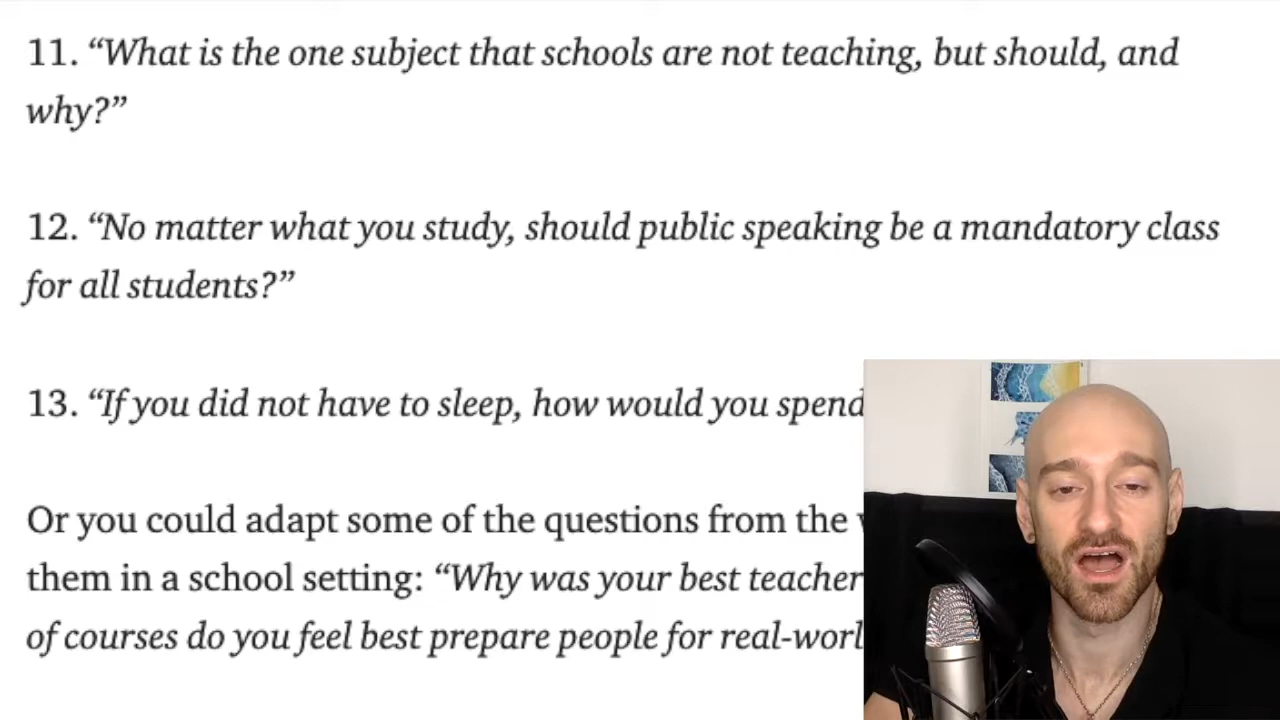 11. “What is the one subject that schools are not teaching, but should, and
why?”
12. “No matter what you study, should public speaking be a mandatory class
for all students?”
13. “If you did not have to sleep, how would you spend
Or you could adapt some of the questions from the
them in a school setting: “Why was your best teacher
of courses do you feel best prepare people for